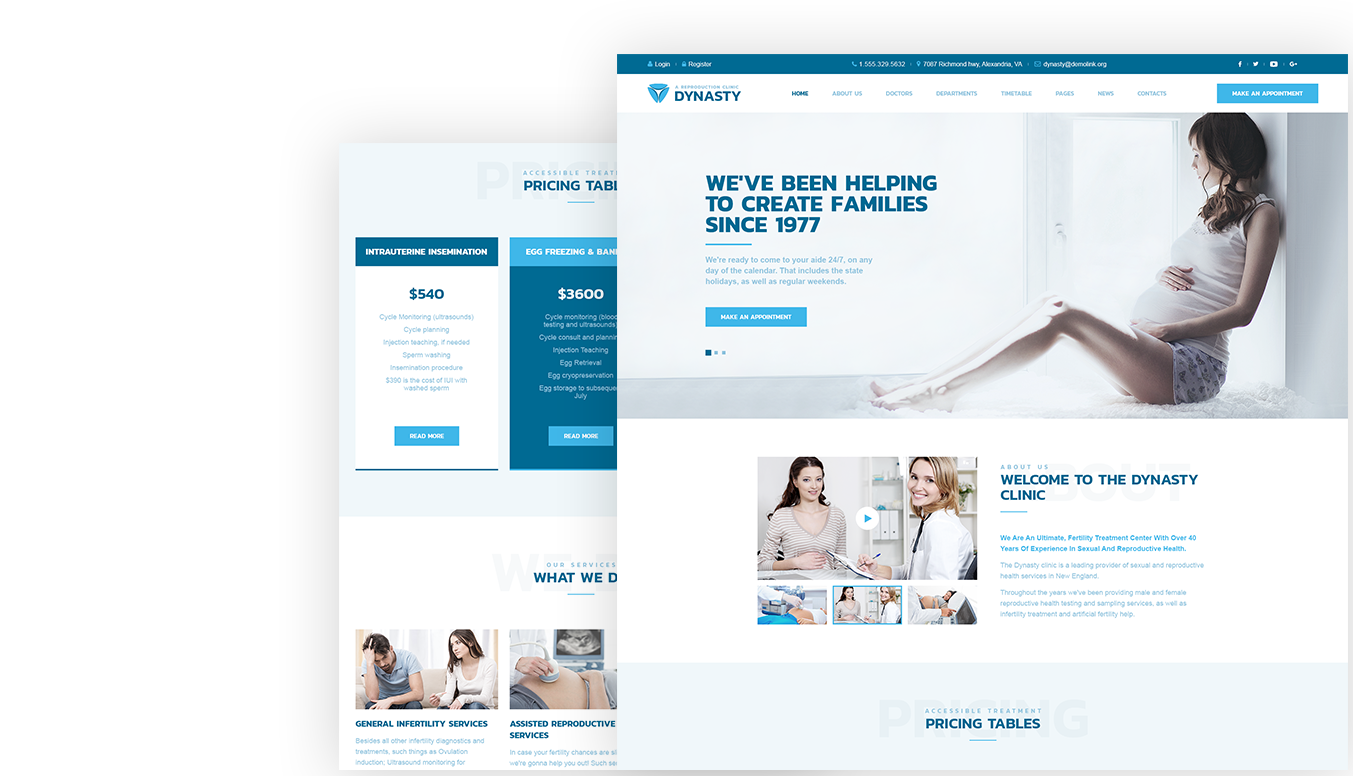 Login
Register
1.555.329.5632
7087 Richmond hwy, Alexandria, VA
dynasty@demolink.org
A REPRODUCTION CLINIC
DYNASTY
HOME
ABOUT US
DOCTORS
DEPARTMENTS
TIMETABLE
PAGES
NEWS
CONTACTS
MAKE AN APPOINTMENT
WE'VE BEEN HELPING
TO CREATE FAMILIES
SINCE 1977
We're ready to come to your aide 24/7, on any
day of the calendar. That includes the state
holidays, as well as regular weekends.
MAKE AN APPOINTMENT
ABOUT
ABOUT US
WELCOME TO THE DYNASTY
CLINIC
We Are An Ultimate, Fertility Treatment Center With Over 40
Years Of Experience In Sexual And Reproductive Health.
The Dynasty clinic is a leading provider of sexual and reproductive
health services in New England.
Throughout the years we've been providing male and female
reproductive health testing and sampling services, as well as
infertility treatment and artificial fertility help.
PRICING
ACCESSIBLE TREATMENT
PRICING TABLES
PRICING
ACCESSIBLE TREAT
PRICING TABL
INTRAUTERINE INSEMINATION
$540
Cycle Monitoring (ultrasounds)
Cycle planning
Injection teaching, if needed
Sperm washing
Insemination procedure
$390 is the cost of IUI with
washed sperm
READ MORE
EGG FREEZING & BAN
$3600
Cycle monitoring (blood
testing and ultrasounds)
Cycle consult and plannin
Injection Teaching
Egg Retrieval
Egg cryopreservation
Egg storage to subseque
July
READ MORE
OUR SERVICES
WHAT WE D
GENERAL INFERTILITY SERVICES
Besides all other infertility diagnostics and
treatments, such things as Ovulation
induction; Ultrasound monitoring for
ASSISTED REPRODUCTIVE
SERVICES
In case your fertility chances are sli
we're gonna help you out! Such se